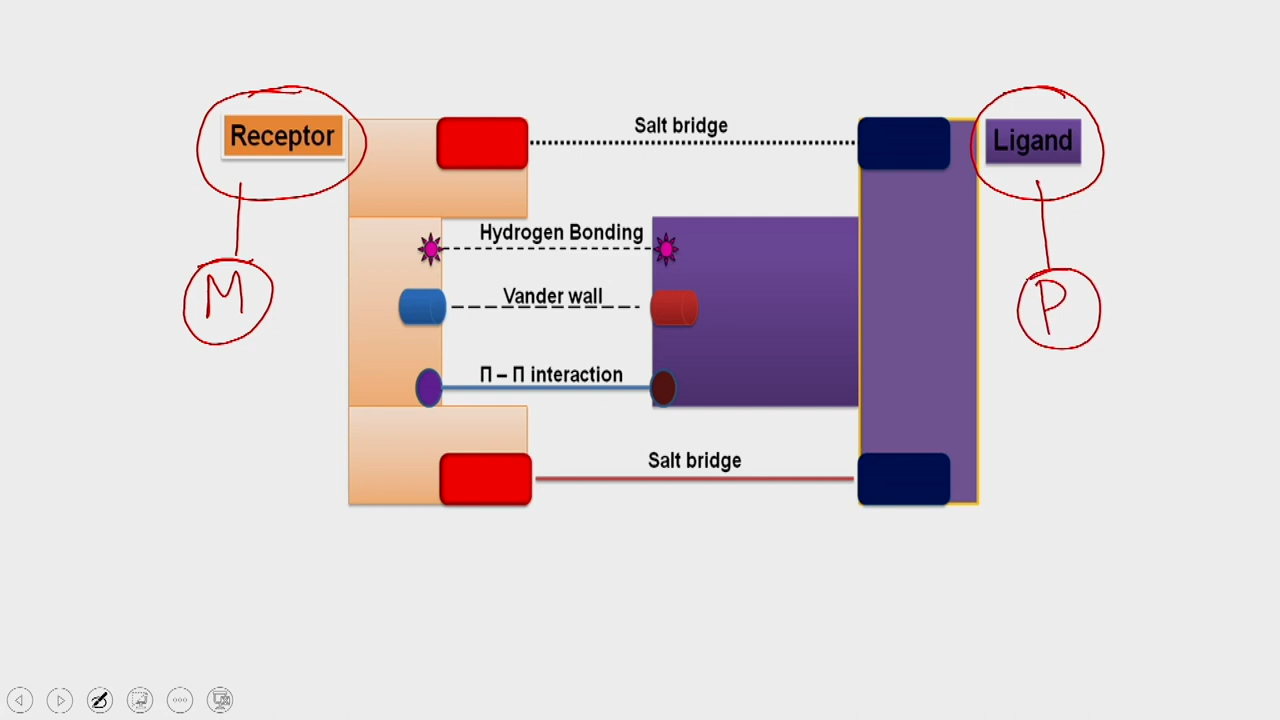 Receptor
Salt bridge
Ligand
Hydrogen Bonding
M
Vander wall
P
Π – Π interaction
Salt bridge